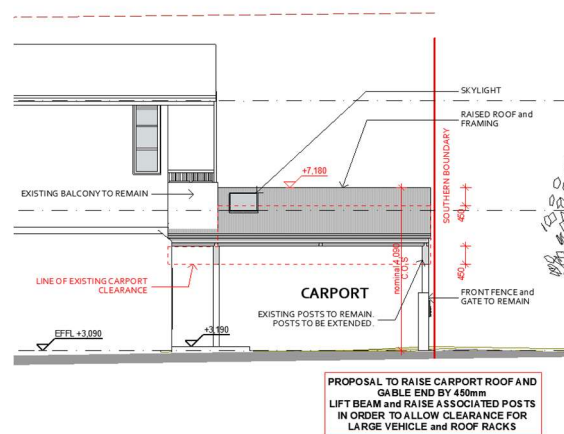 SKYLIGHT
RAISED ROOF and
FRAMING
SOUTHERN BOUNDARY
+7,180
EXISTING BALCONY TO REMAIN
450
450
nominal 4,090
C.O.S
LINE OF EXISTING CARPORT
CLEARANCE
CARPORT
EXISTING POSTS TO REMAIN.
POSTS TO BE EXTENDED.
FRONT FENCE and
GATE TO REMAIN
EFFL +3,090
+3,190
PROPOSAL TO RAISE CARPORT ROOF AND
GABLE END BY 450mm
LIFT BEAM and RAISE ASSOCIATED POSTS
IN ORDER TO ALLOW CLEARANCE FOR
LARGE VEHICLE and ROOF RACKS